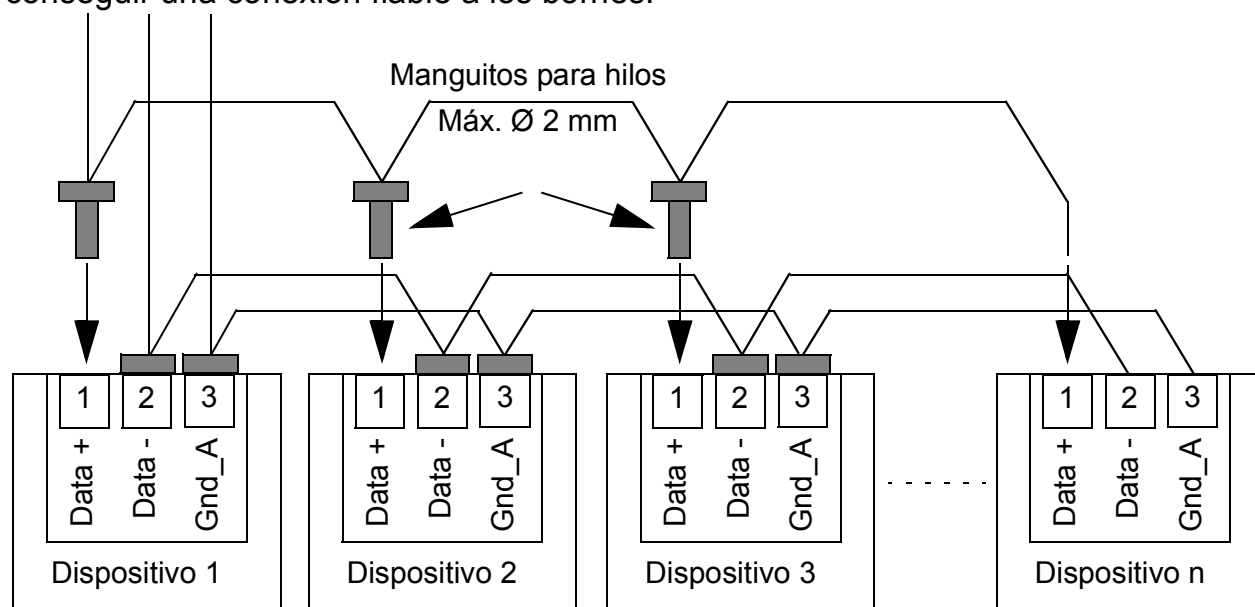 conseguir una conexión fiable a los bornes.
Manguitos para hilos
Máx. Ø 2 mm
1 2 3
Data + Data - Gnd_A
Dispositivo 1
1 2 3
Data + Data - Gnd_A
Dispositivo 2
1 2 3
Data + Data - Gnd_A
Dispositivo 3
1 2 3
Data + Data - Gnd_A
Dispositivo n